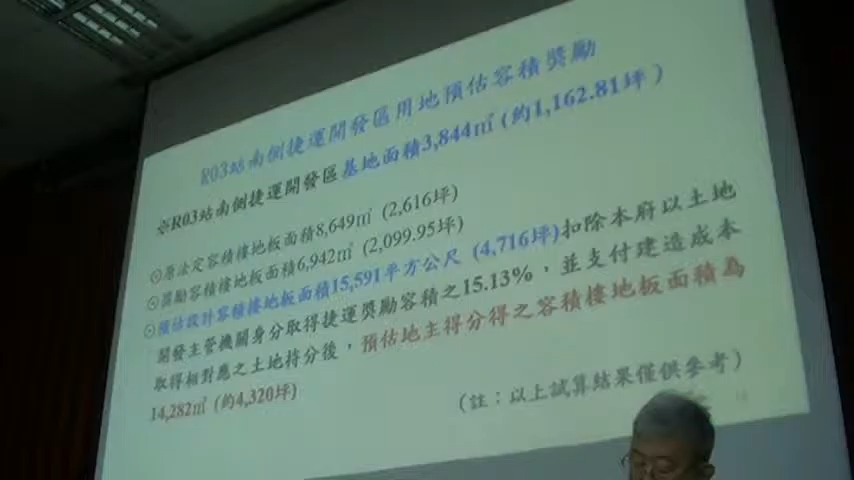 R03站南側捷運開發區用地預估容積獎勵
※R03站南側捷運開發區基地面積3,844㎡ (約1,162.81坪)
⊙原法定容積樓地板面積8,649㎡ (2,616坪)
⊙獎勵容積樓地板面積6,942㎡ (2,099.95坪)
⊙預估設計容積樓地板面積15,591平方公尺 (4,716坪)扣除本府以土地
開發主管機關身分取得捷運獎勵容積之15.13%，並支付建造成本
取得相對應之土地持分後，預估地主得分得之容積樓地板面積為
14,282㎡ (約4,320坪)
(註：以上試算結果僅供參考)